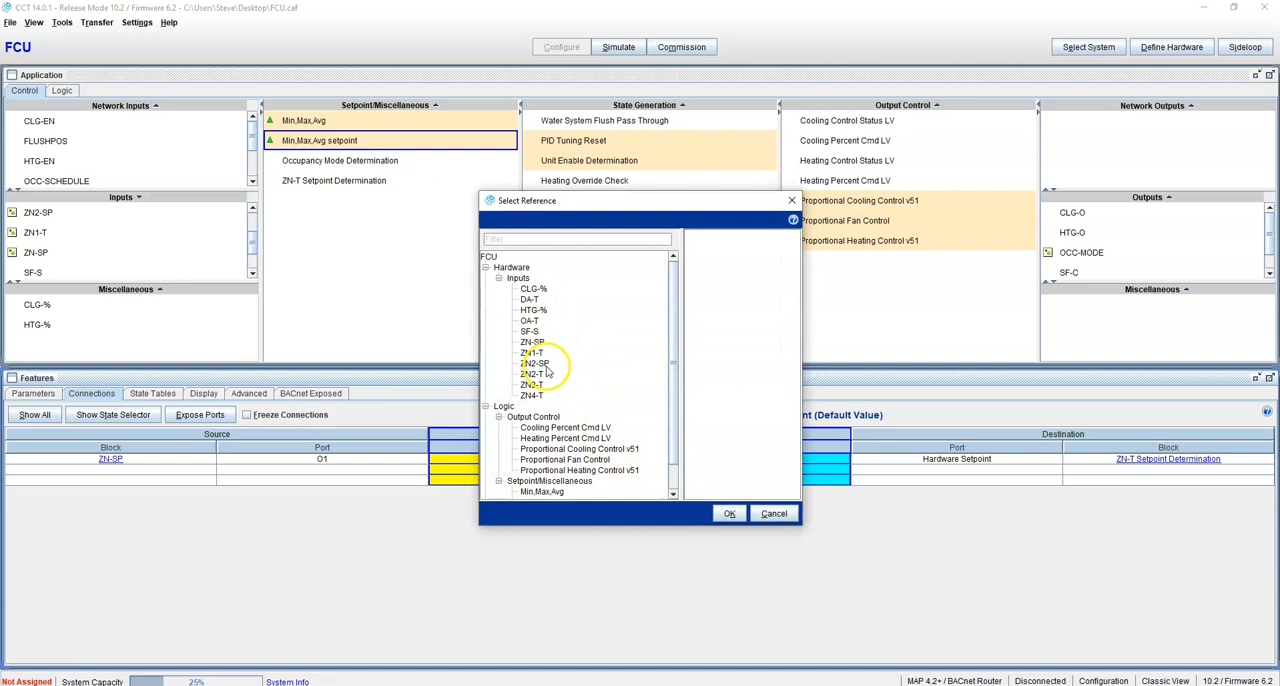 CCT 14.0.1 - Release Mode 10.2 / Firmware 6.2 - C:\Users\Steve\Desktop\FCU.caf
File View Tools Transfer Settings Help
FCU
Configure Simulate Commission
Select System Define Hardware Sideloop
Application
Control Logic
Network Inputs
CLG-EN
FLUSHPOS
HTG-EN
OCC-SCHEDULE
Inputs
ZN2-SP
ZN1-T
ZN-SP
SF-S
Miscellaneous
CLG-%
HTG-%
Setpoint/Miscellaneous
Min,Max,Avg
Min,Max,Avg setpoint
Occupancy Mode Determination
ZN-T Setpoint Determination
State Generation
Water System Flush Pass Through
PID Tuning Reset
Unit Enable Determination
Heating Override Check
Output Control
Cooling Control Status LV
Cooling Percent Cmd LV
Heating Control Status LV
Heating Percent Cmd LV
Proportional Cooling Control v51
Proportional Fan Control
Proportional Heating Control v51
Network Outputs
Outputs
CLG-O
HTG-O
OCC-MODE
SF-C
Miscellaneous
Select Reference
Filter
FCU
Hardware
Inputs
CLG-%
DA-T
HTG-%
OA-T
SF-S
ZN-SP
ZN1-T
ZN2-SP
ZN2-T
ZN2-T
ZN4-T
Logic
Output Control
Cooling Percent Cmd LV
Heating Percent Cmd LV
Proportional Cooling Control v51
Proportional Fan Control
Proportional Heating Control v51
Setpoint/Miscellaneous
Min,Max,Avg
OK Cancel
Features
Parameters Connections State Tables Display Advanced BACnet Exposed
Show All Show State Selector Expose Ports Freeze Connections
nt (Default Value)
Source
Block Port
ZN-SP O1
Destination
Port Block
Hardware Setpoint ZN-T Setpoint Determination
Not Assigned System Capacity 25% System Info
MAP 4.2+ / BACnet Router Disconnected Configuration Classic View 10.2 / Firmware 6.2